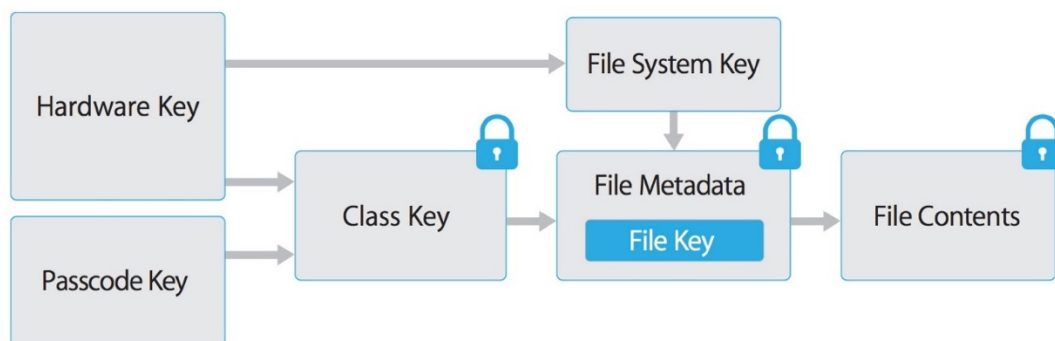 Hardware Key
File System Key
Class Key
File Metadata
File Key
File Contents
Passcode Key